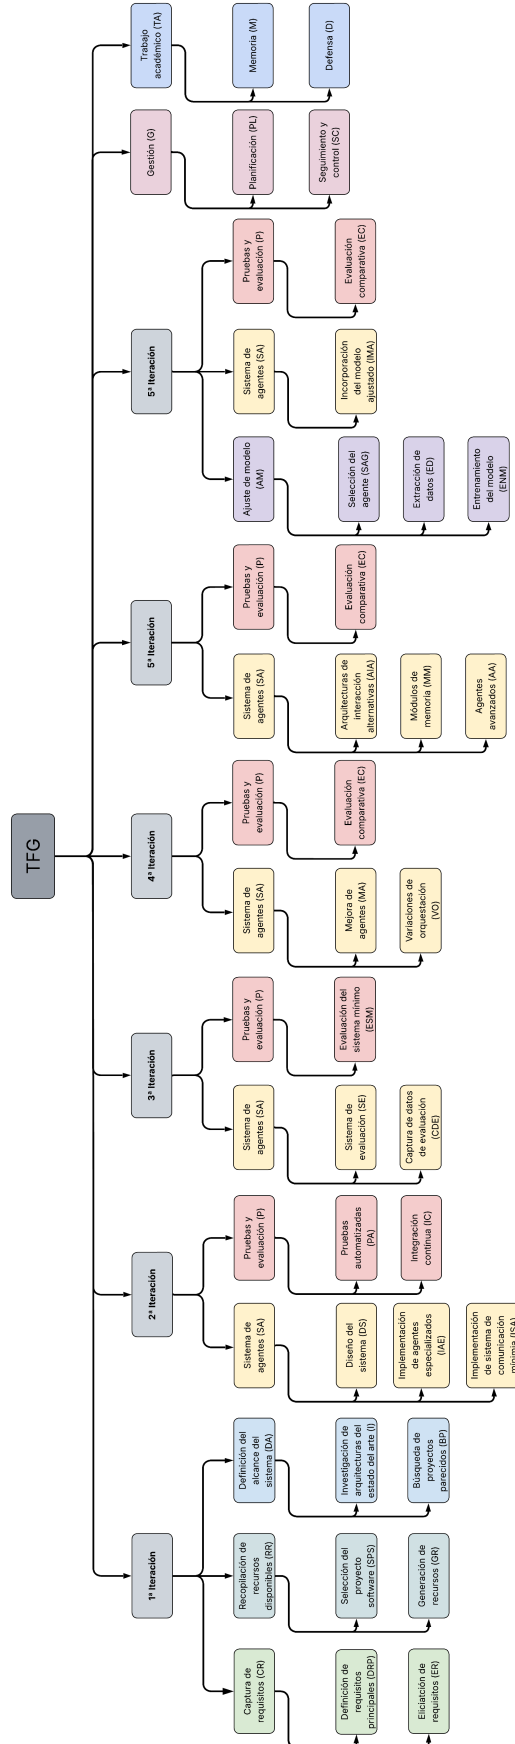 TFG
1ª Iteración
Captura de
requisitos (CR)
Definición de
requisitos
principales (DRP)
Eliciatción de
requisitos (ER)
Recopilación de
recursos
disponibles (RR)
Selección del
proyecto
software (SPS)
Generación de
recursos (GR)
Definición del
alcance del
sistema (DA)
Investigación de
arquitecturas del
estado del arte (I)
Búsqueda de
proyectos
parecidos (BP)
2ª Iteración
Sistema de
agentes (SA)
Diseño del
sistema (DS)
Implementación
de agentes
especializados
(IAE)
Implementación
de sistema de
comunicación
mínimia (ISA)
Pruebas y
evaluación (P)
Pruebas
automatizadas
(PA)
Integración
contínua (IC)
3ª Iteración
Sistema de
agentes (SA)
Sistema de
evaluación (SE)
Captura de datos
de evaluación
(CDE)
Pruebas y
evaluación (P)
Evaluación del
sistema mínimo
(ESM)
4ª Iteración
Sistema de
agentes (SA)
Mejora de
agentes (MA)
Variaciones de
orquestación
(VO)
Pruebas y
evaluación (P)
Evaluación
comparativa (EC)
5ª Iteración
Sistema de
agentes (SA)
Arquitecturas de
interacción
alternativas (AIA)
Módulos de
memoria (MM)
Agentes
avanzados (AA)
Pruebas y
evaluación (P)
Evaluación
comparativa (EC)
5ª Iteración
Ajuste de modelo
(AM)
Selección del
agente (SAG)
Extracción de
datos (ED)
Entrenamiento
del modelo
(ENM)
Sistema de
agentes (SA)
Incorporación
del modelo
ajustado (IMA)
Pruebas y
evaluación (P)
Evaluación
comparativa (EC)
Gestión (G)
Planificación (PL)
Seguimiento y
control (SC)
Trabajo
académico (TA)
Memoria (M)
Defensa (D)